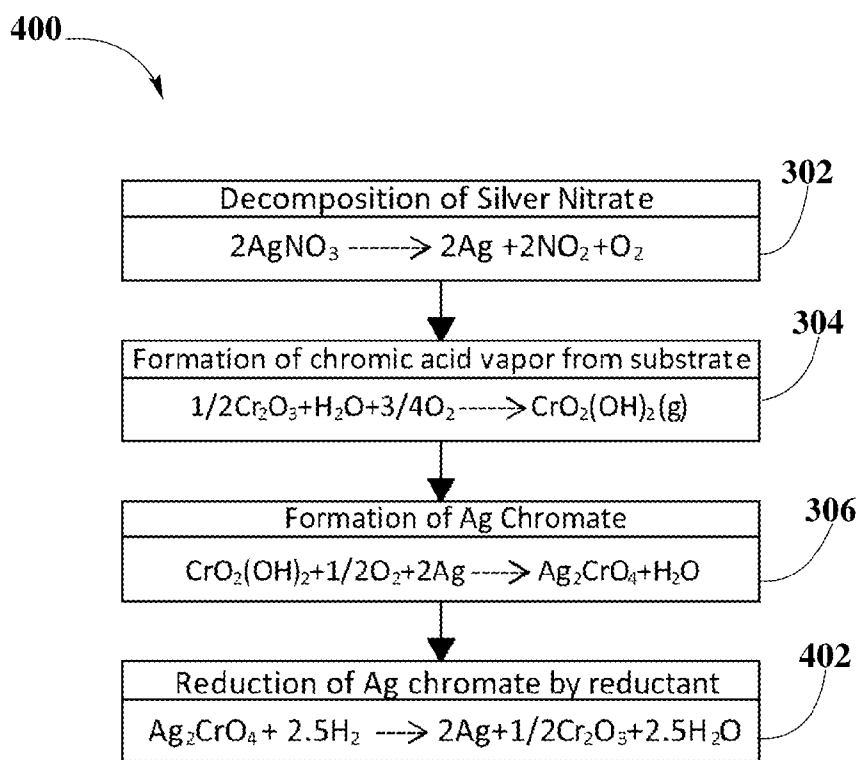 400
Decomposition of Silver Nitrate
302
2AgNO₃ ------> 2Ag +2NO₂+O₂
Formation of chromic acid vapor from substrate
304
1/2Cr₂O₃+H₂O+3/4O₂ ------> CrO₂(OH)₂(g)
Formation of Ag Chromate
306
CrO₂(OH)₂+1/2O₂+2Ag ----> Ag₂CrO₄+H₂O
Reduction of Ag chromate by reductant
402
Ag₂CrO₄ + 2.5H₂ ----> 2Ag+1/2Cr₂O₃+2.5H₂O